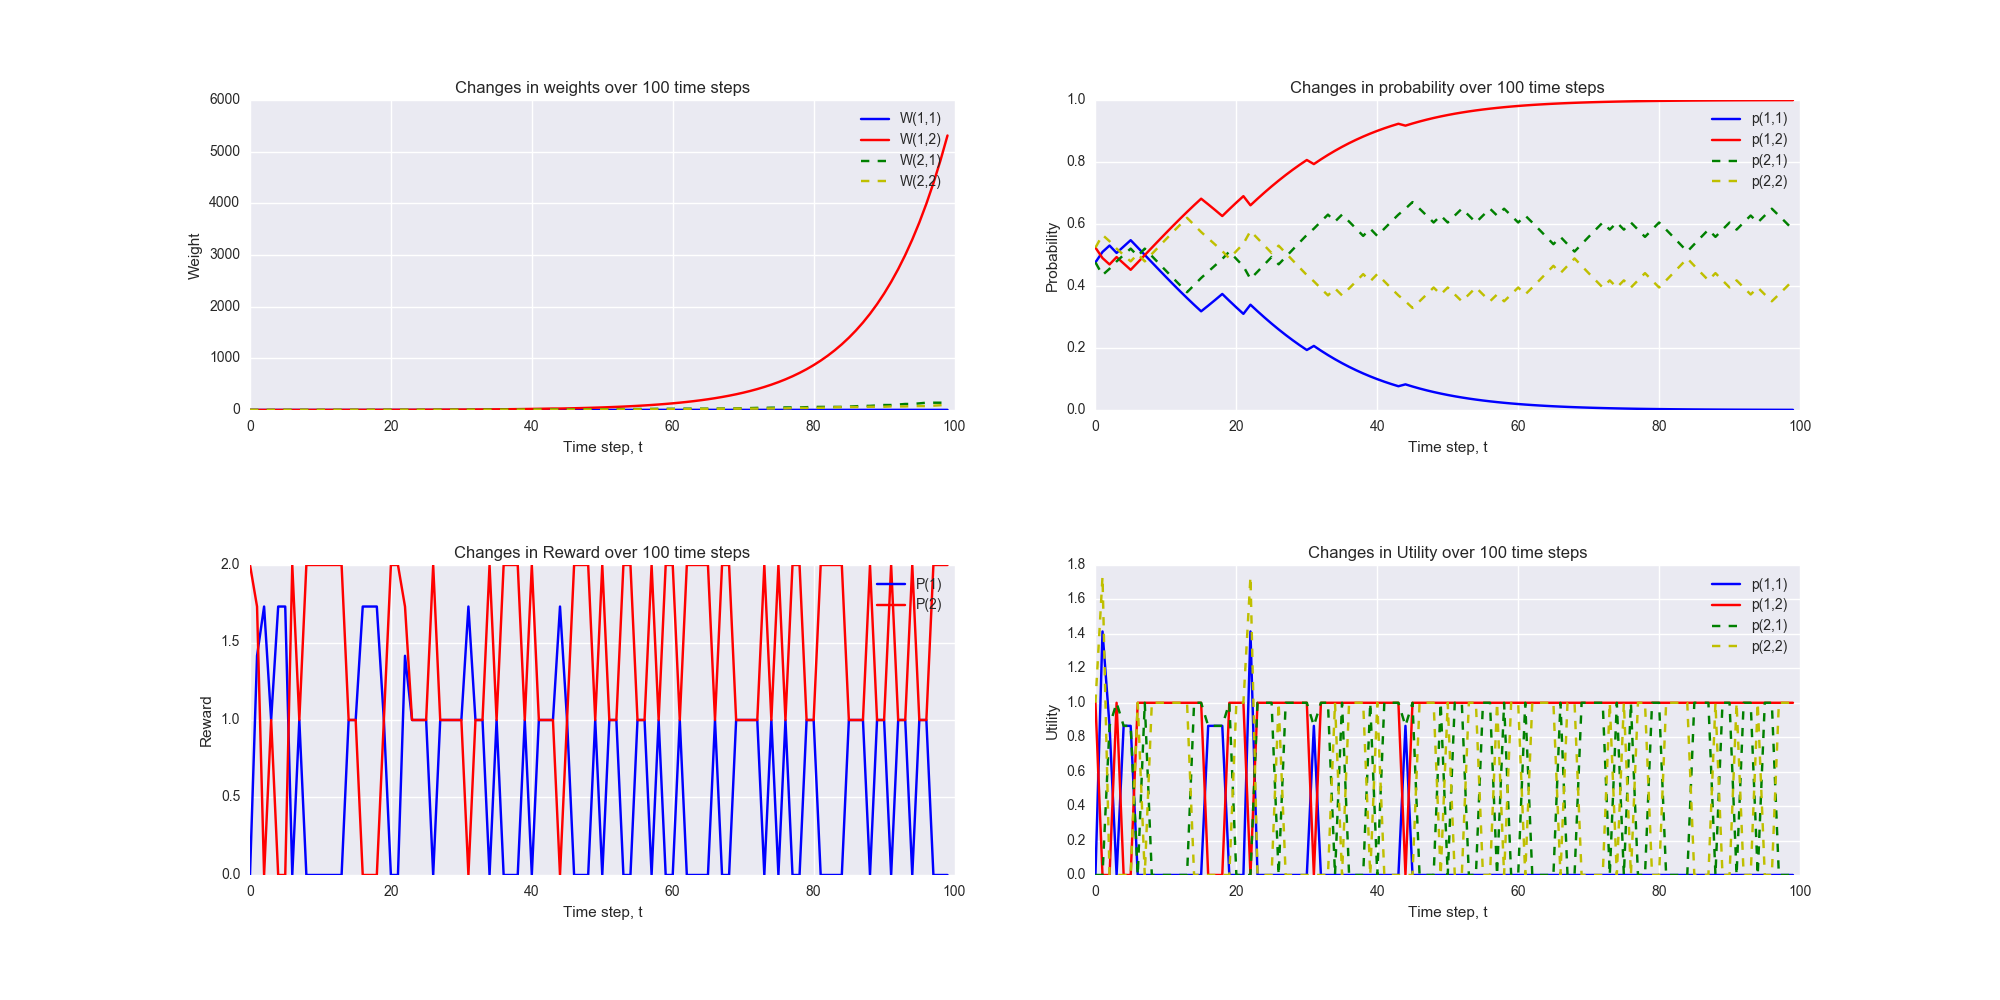 Changes in weights over 100 time steps
6000
5000
4000
3000
2000
1000
0
Weight
0 20 40 60 80 100
Time step, t
W(1,1)
W(1,2)
W(2,1)
W(2,2)
Changes in probability over 100 time steps
1.0
0.8
0.6
0.4
0.2
0.0
Probability
0 20 40 60 80 100
Time step, t
p(1,1)
p(1,2)
p(2,1)
p(2,2)
Changes in Reward over 100 time steps
2.0
1.5
1.0
0.5
0.0
Reward
0 20 40 60 80 100
Time step, t
P(1)
P(2)
Changes in Utility over 100 time steps
1.8
1.6
1.4
1.2
1.0
0.8
0.6
0.4
0.2
0.0
Utility
0 20 40 60 80 100
Time step, t
p(1,1)
p(1,2)
p(2,1)
p(2,2)